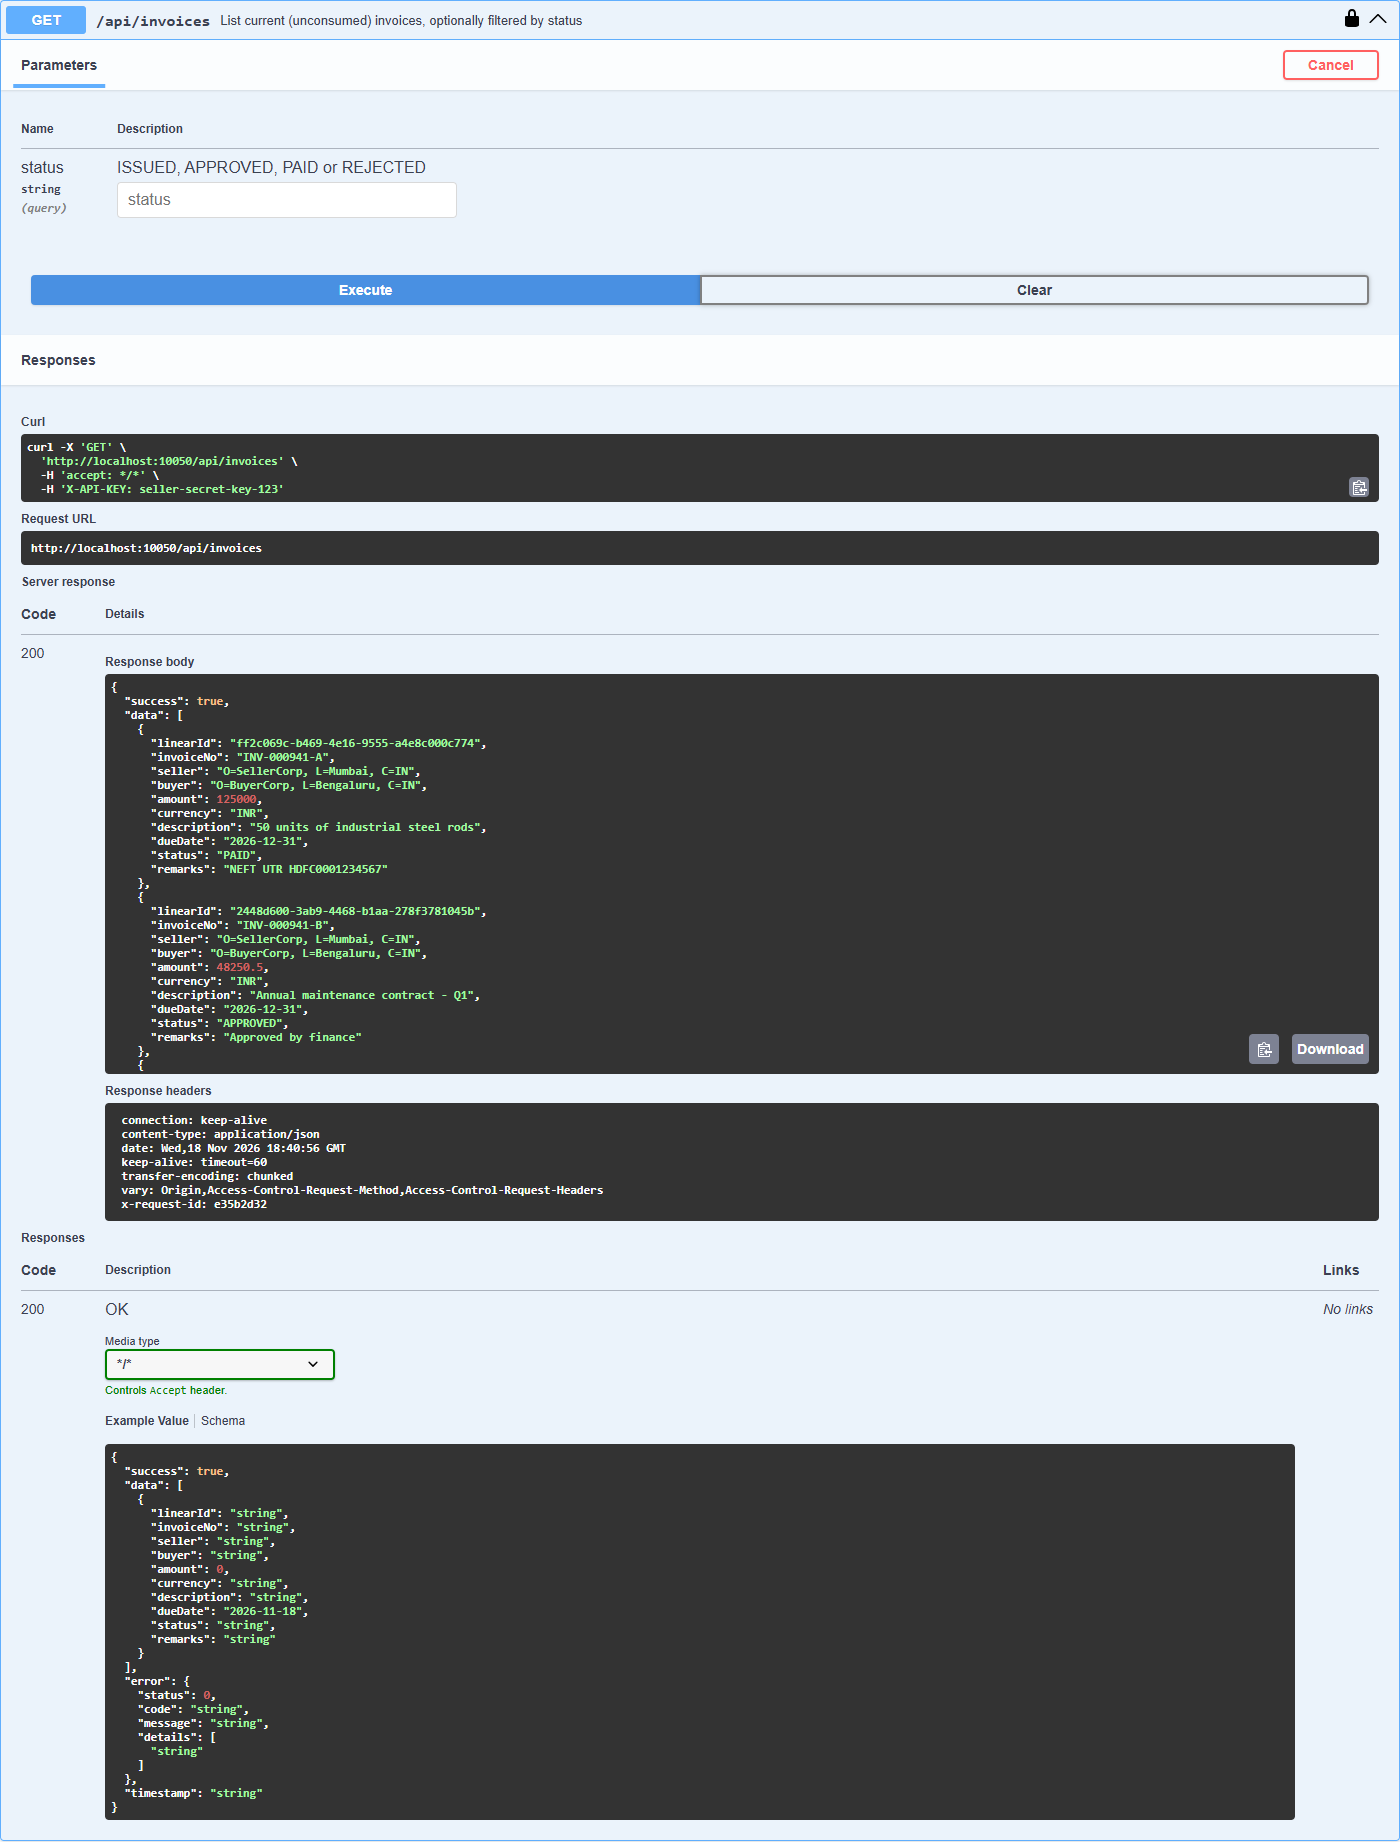 GET /api/invoices List current (unconsumed) invoices, optionally filtered by status
Parameters
Cancel
Name Description
status ISSUED, APPROVED, PAID or REJECTED
string
(query)
status
Execute
Clear
Responses
Curl
curl -X 'GET' \
  'http://localhost:10050/api/invoices' \
  -H 'accept: */*' \
  -H 'X-API-KEY: seller-secret-key-123'
Request URL
http://localhost:10050/api/invoices
Server response
Code Details
200
Response body
{
  "success": true,
  "data": [
    {
      "linearId": "ff2c069c-b469-4e16-9555-a4e8c000c774",
      "invoiceNo": "INV-000941-A",
      "seller": "O=SellerCorp, L=Mumbai, C=IN",
      "buyer": "O=BuyerCorp, L=Bengaluru, C=IN",
      "amount": 125000,
      "currency": "INR",
      "description": "50 units of industrial steel rods",
      "dueDate": "2026-12-31",
      "status": "PAID",
      "remarks": "NEFT UTR HDFC0001234567"
    },
    {
      "linearId": "2448d600-3ab9-4468-b1aa-278f3781045b",
      "invoiceNo": "INV-000941-B",
      "seller": "O=SellerCorp, L=Mumbai, C=IN",
      "buyer": "O=BuyerCorp, L=Bengaluru, C=IN",
      "amount": 48250.5,
      "currency": "INR",
      "description": "Annual maintenance contract - Q1",
      "dueDate": "2026-12-31",
      "status": "APPROVED",
      "remarks": "Approved by finance"
    },
    {
Download
Response headers
connection: keep-alive
content-type: application/json
date: Wed,18 Nov 2026 18:40:56 GMT
keep-alive: timeout=60
transfer-encoding: chunked
vary: Origin,Access-Control-Request-Method,Access-Control-Request-Headers
x-request-id: e35b2d32
Responses
Code Description Links
200 OK No links
Media type
*/*
Controls Accept header.
Example Value Schema
{
  "success": true,
  "data": [
    {
      "linearId": "string",
      "invoiceNo": "string",
      "seller": "string",
      "buyer": "string",
      "amount": 0,
      "currency": "string",
      "description": "string",
      "dueDate": "2026-11-18",
      "status": "string",
      "remarks": "string"
    }
  ],
  "error": {
    "status": 0,
    "code": "string",
    "message": "string",
    "details": [
      "string"
    ]
  },
  "timestamp": "string"
}